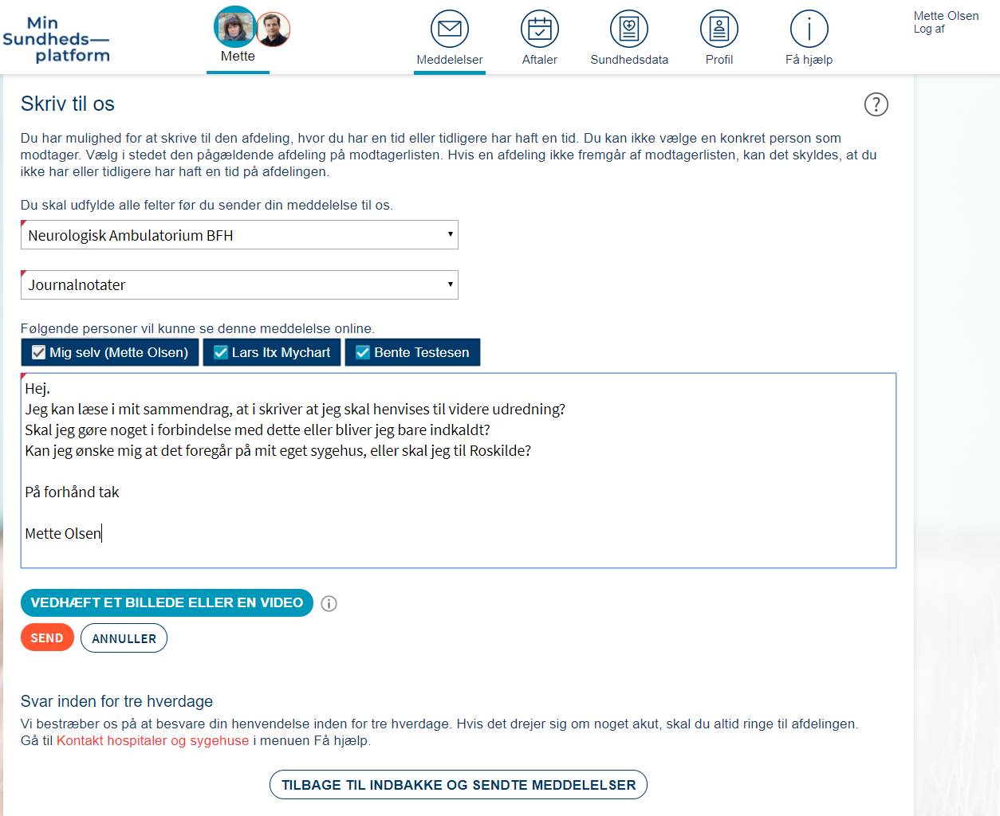 Min
Sundheds—
platform
Mette
Meddelelser
Aftaler
Sundhedsdata
Profil
Få hjælp
Mette Olsen
Log af
Skriv til os
?
Du har mulighed for at skrive til den afdeling, hvor du har en tid eller tidligere har haft en tid. Du kan ikke vælge en konkret person som
modtager. Vælg i stedet den pågældende afdeling på modtagerlisten. Hvis en afdeling ikke fremgår af modtagerlisten, kan det skyldes, at du
ikke har eller tidligere har haft en tid på afdelingen.
Du skal udfylde alle felter før du sender din meddelelse til os.
Neurologisk Ambulatorium BFH
Journalnotater
Følgende personer vil kunne se denne meddelelse online.
Mig selv (Mette Olsen)
Lars Itx Mychart
Bente Testesen
Hej.
Jeg kan læse i mit sammendrag, at i skriver at jeg skal henvises til videre udredning?
Skal jeg gøre noget i forbindelse med dette eller bliver jeg bare indkaldt?
Kan jeg ønske mig at det foregår på mit eget sygehus, eller skal jeg til Roskilde?
På forhånd tak
Mette Olsen
VEDHÆFT ET BILLEDE ELLER EN VIDEO
SEND
ANNULLER
Svar inden for tre hverdage
Vi bestræber os på at besvare din henvendelse inden for tre hverdage. Hvis det drejer sig om noget akut, skal du altid ringe til afdelingen.
Gå til Kontakt hospitaler og sygehuse i menuen Få hjælp.
TILBAGE TIL INDBAKKE OG SENDTE MEDDELELSER